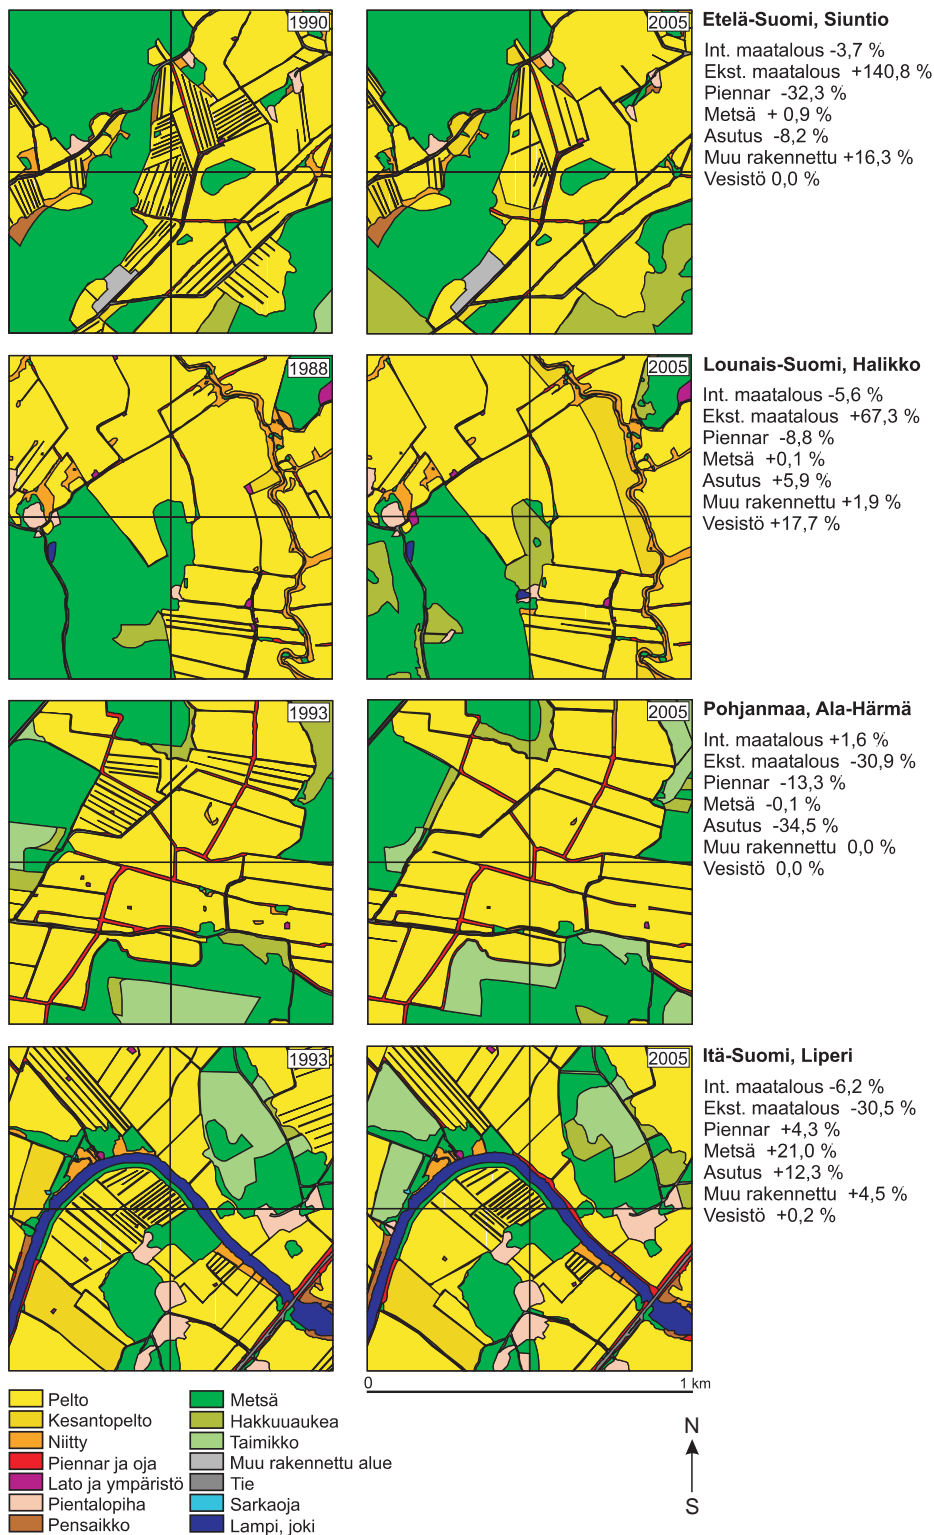 1990
2005
Etelä-Suomi, Siuntio
Int. maatalous -3,7 %
Ekst. maatalous +140,8 %
Piennar -32,3 %
Metsä + 0,9 %
Asutus -8,2 %
Muu rakennettu +16,3 %
Vesistö 0,0 %
1988
2005
Lounais-Suomi, Halikko
Int. maatalous -5,6 %
Ekst. maatalous +67,3 %
Piennar -8,8 %
Metsä +0,1 %
Asutus +5,9 %
Muu rakennettu +1,9 %
Vesistö +17,7 %
1993
2005
Pohjanmaa, Ala-Härmä
Int. maatalous +1,6 %
Ekst. maatalous -30,9 %
Piennar -13,3 %
Metsä -0,1 %
Asutus -34,5 %
Muu rakennettu 0,0 %
Vesistö 0,0 %
1993
2005
Itä-Suomi, Liperi
Int. maatalous -6,2 %
Ekst. maatalous -30,5 %
Piennar +4,3 %
Metsä +21,0 %
Asutus +12,3 %
Muu rakennettu +4,5 %
Vesistö +0,2 %
0 1 km
N
S
Pelto
Kesantopelto
Niitty
Piennar ja oja
Lato ja ympäristö
Pientalopiha
Pensaikko
Metsä
Hakkuuaukea
Taimikko
Muu rakennettu alue
Tie
Sarkaoja
Lampi, joki